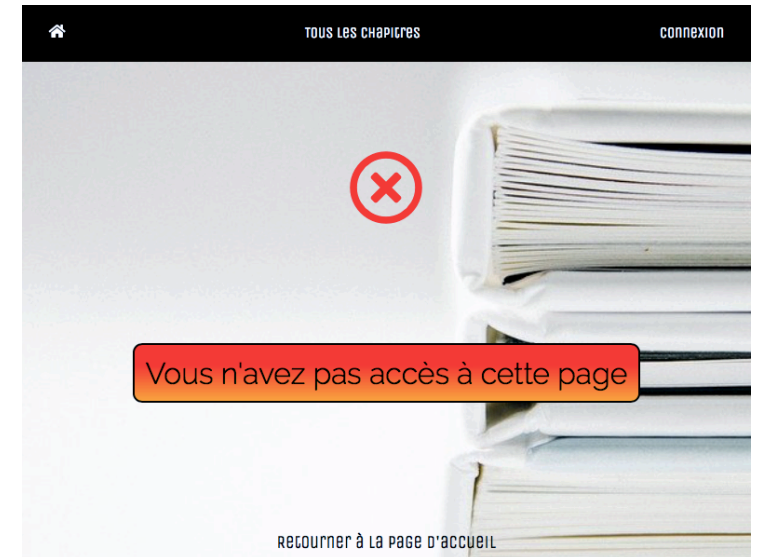 Tous les chapitres
connexion
Vous n'avez pas accès à cette page
Retourner à la page d'accueil